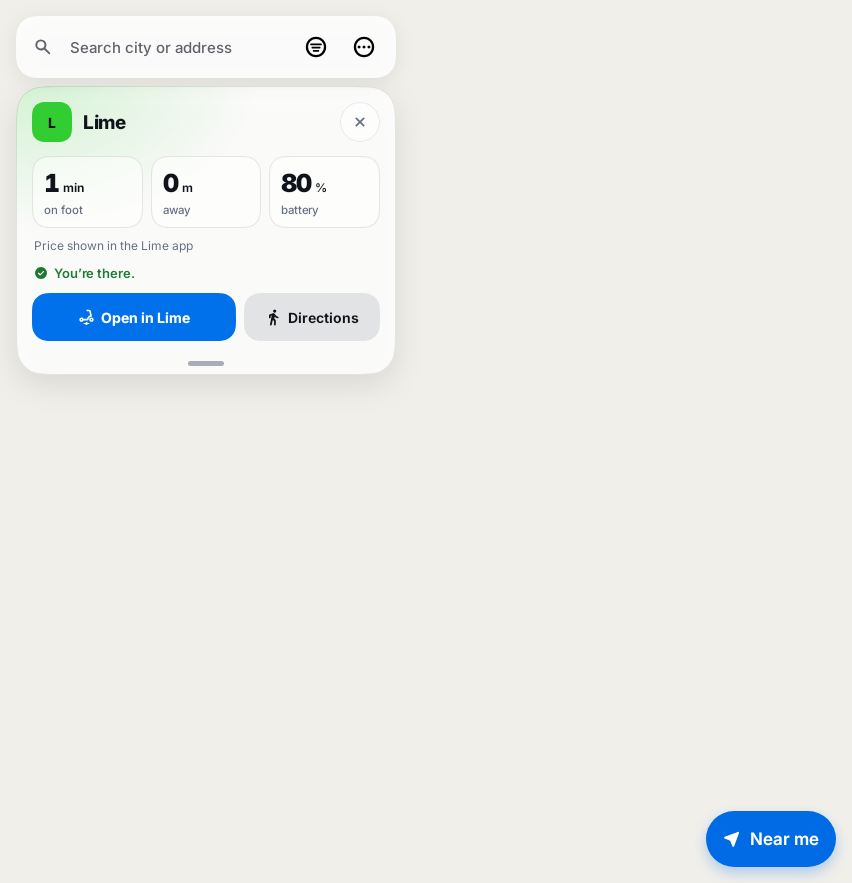 Search city or address
L
Lime
1 min
on foot
0 m
away
80 %
battery
Price shown in the Lime app
You're there.
Open in Lime
Directions
Near me